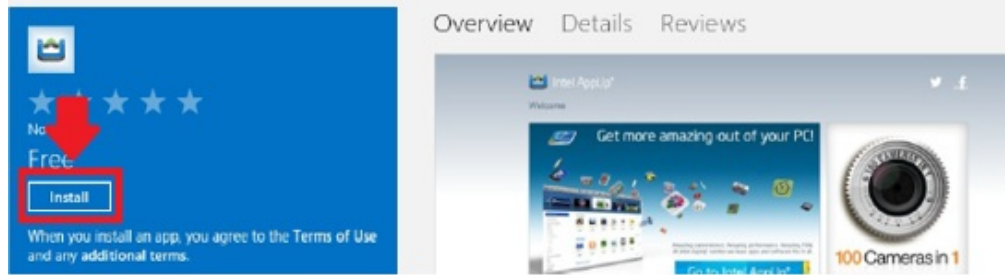 Overview Details Reviews
No
Free
Install
When you install an app, you agree to the Terms of Use
and any additional terms.
Intel AppUp®
Welcome
Get more amazing out of your PC!
Go to Intel AppUp®
100 Cameras in 1